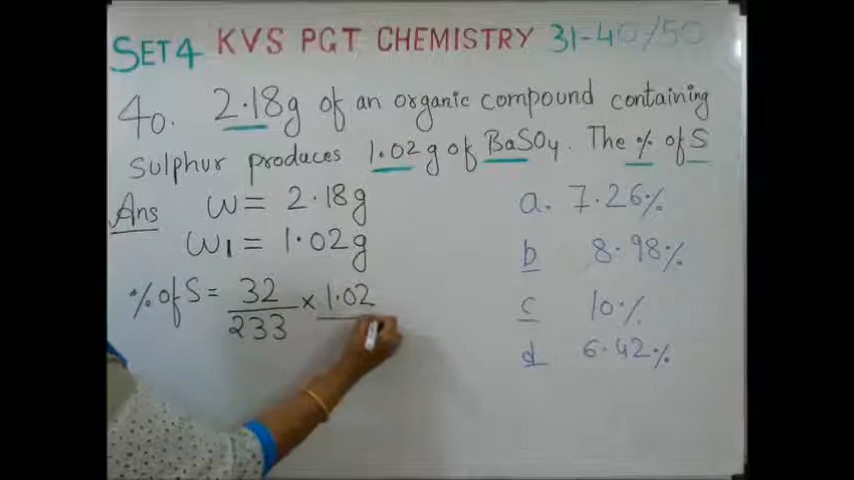 SET 4 KVS PGT CHEMISTRY 31-40/50
40. 2.18g of an organic compound containing
Sulphur produces 1.02g of BaSO4. The % of S
Ans w = 2.18g
w1 = 1.02g
% of S = 32/233 × 1.02
a. 7.26%
b 8.98%
c 10%
d 6.42%